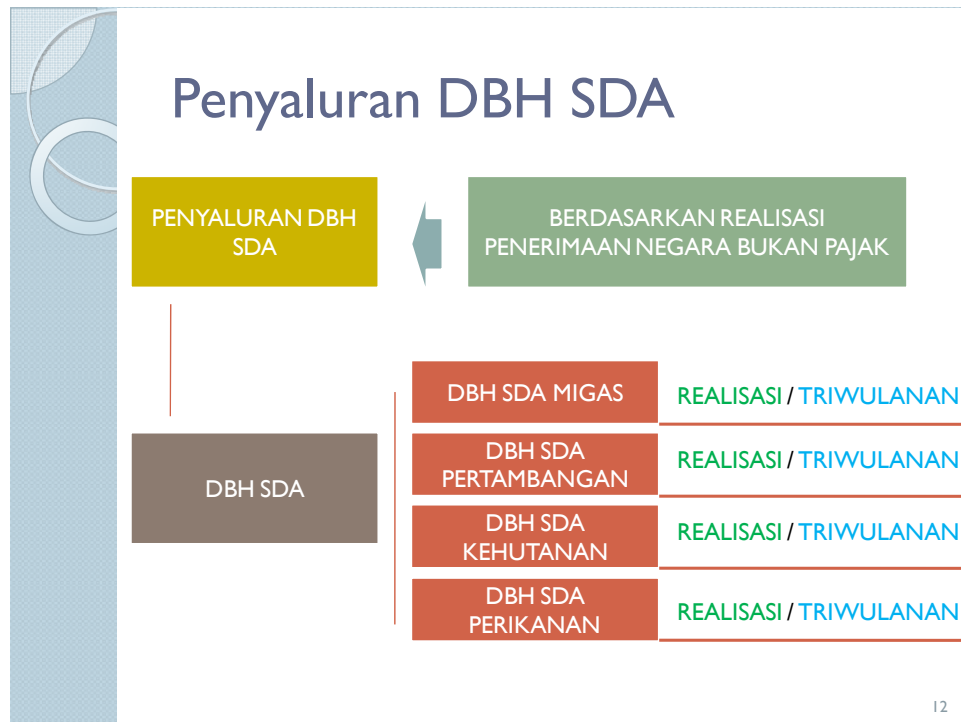 Penyaluran DBH SDA
PENYALURAN DBH
SDA
BERDASARKAN REALISASI
PENERIMAAN NEGARA BUKAN PAJAK
DBH SDA
DBH SDA MIGAS
REALISASI / TRIWULANAN
DBH SDA
PERTAMBANGAN
REALISASI / TRIWULANAN
DBH SDA
KEHUTANAN
REALISASI / TRIWULANAN
DBH SDA
PERIKANAN
REALISASI / TRIWULANAN
12